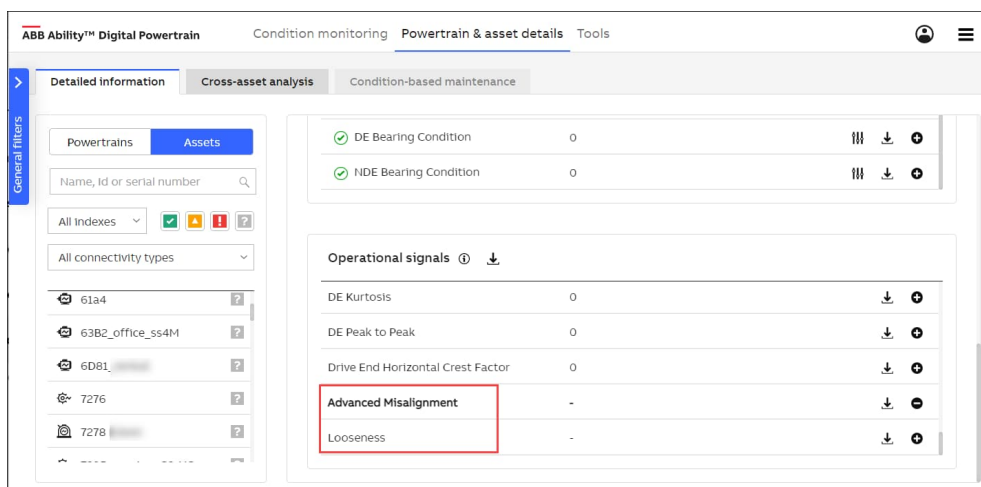 ABB Ability™ Digital Powertrain
Condition monitoring Powertrain & asset details Tools
Detailed information Cross-asset analysis Condition-based maintenance
General filters
Powertrains Assets
Name, Id or serial number
All indexes
All connectivity types
61a4
63B2_office_ss4M
6D81_
7276
7278
DE Bearing Condition 0
NDE Bearing Condition 0
Operational signals
DE Kurtosis 0
DE Peak to Peak 0
Drive End Horizontal Crest Factor 0
Advanced Misalignment -
Looseness -